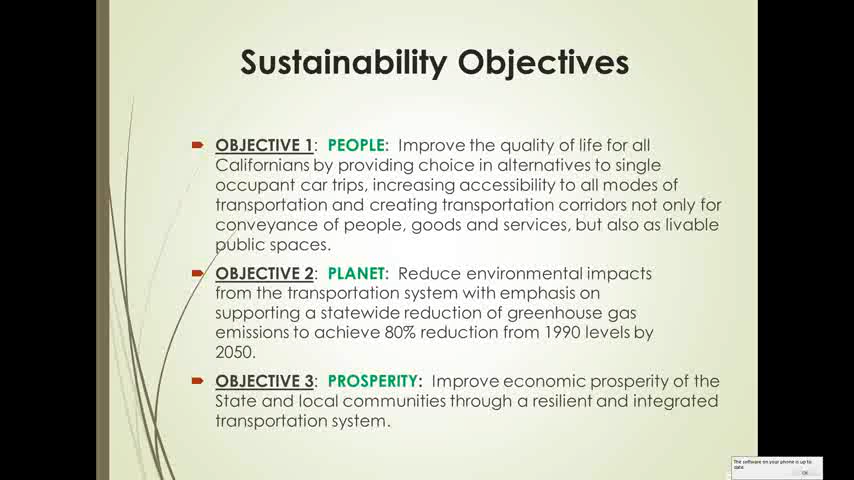 Sustainability Objectives
OBJECTIVE 1: PEOPLE: Improve the quality of life for all
Californians by providing choice in alternatives to single
occupant car trips, increasing accessibility to all modes of
transportation and creating transportation corridors not only for
conveyance of people, goods and services, but also as livable
public spaces.
OBJECTIVE 2: PLANET: Reduce environmental impacts
from the transportation system with emphasis on
supporting a statewide reduction of greenhouse gas
emissions to achieve 80% reduction from 1990 levels by
2050.
OBJECTIVE 3: PROSPERITY: Improve economic prosperity of the
State and local communities through a resilient and integrated
transportation system.
The software on your phone is up to
date
OK